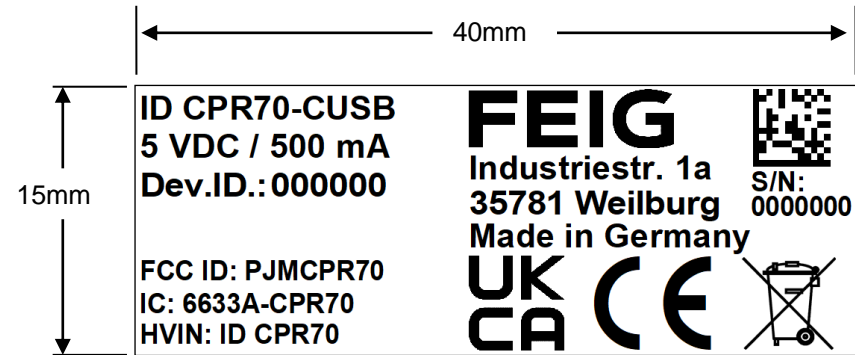 40mm
15mm
ID CPR70-CUSB
5 VDC / 500 mA
Dev.ID.: 000000
FCC ID: PJMCPR70
IC: 6633A-CPR70
HVIN: ID CPR70
FEIG
Industriestr. 1a
35781 Weilburg
Made in Germany
UK
CA
CE
S/N:
0000000